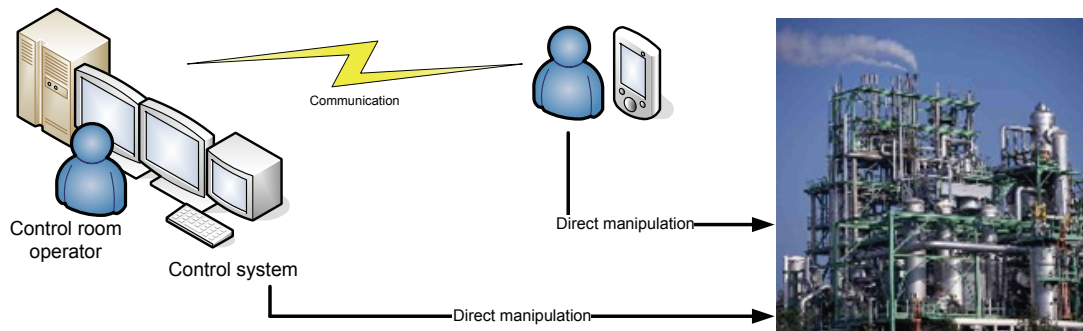 Communication
Control room
operator
Control system
Direct manipulation
Direct manipulation